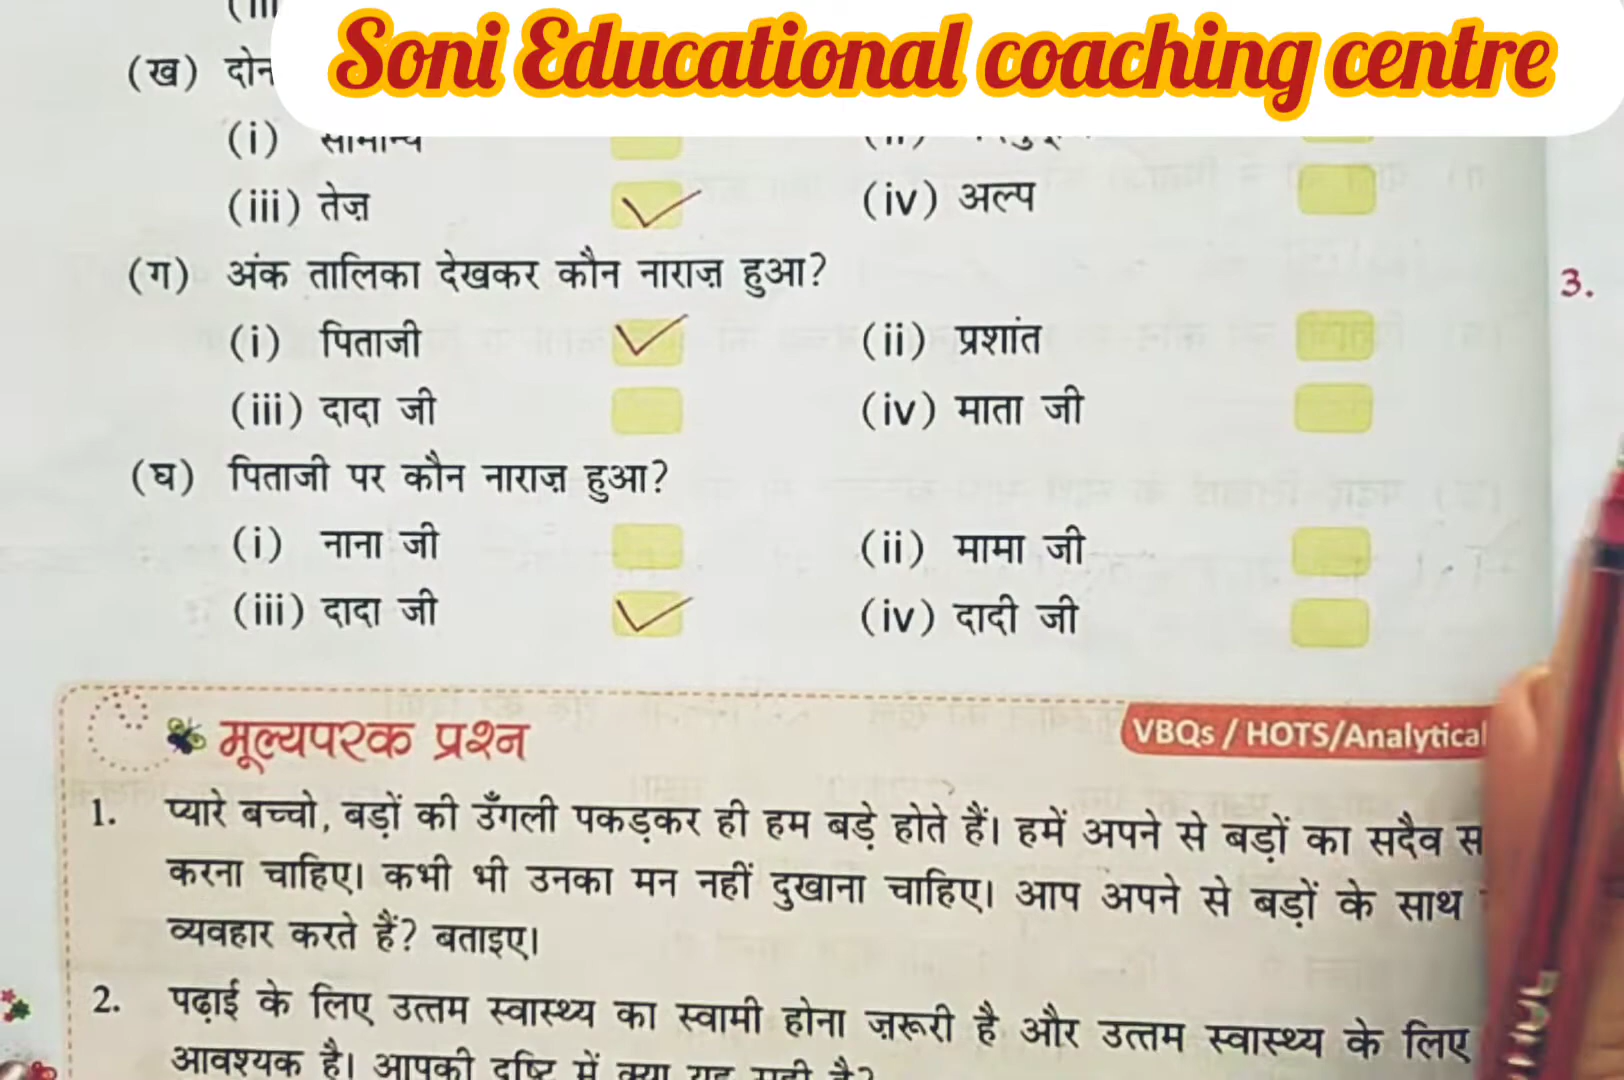 Soni Educational coaching centre
(ख)
(i) सामान्य
(iii) तेज़ (iv) अल्प
(ग) अंक तालिका देखकर कौन नाराज़ हुआ?
3.
(i) पिताजी (ii) प्रशांत
(iii) दादा जी (iv) माता जी
(घ) पिताजी पर कौन नाराज़ हुआ?
(i) नाना जी (ii) मामा जी
(iii) दादा जी (iv) दादी जी
मूल्यपरक प्रश्न VBQs / HOTS/Analytical
1. प्यारे बच्चो, बड़ों की उँगली पकड़कर ही हम बड़े होते हैं। हमें अपने से बड़ों का सदैव
करना चाहिए। कभी भी उनका मन नहीं दुखाना चाहिए। आप अपने से बड़ों के साथ
व्यवहार करते हैं? बताइए।
2. पढ़ाई के लिए उत्तम स्वास्थ्य का स्वामी होना ज़रूरी है और उत्तम स्वास्थ्य के लिए
आवश्यक है। आपकी दृष्टि में क्या यह सही है?